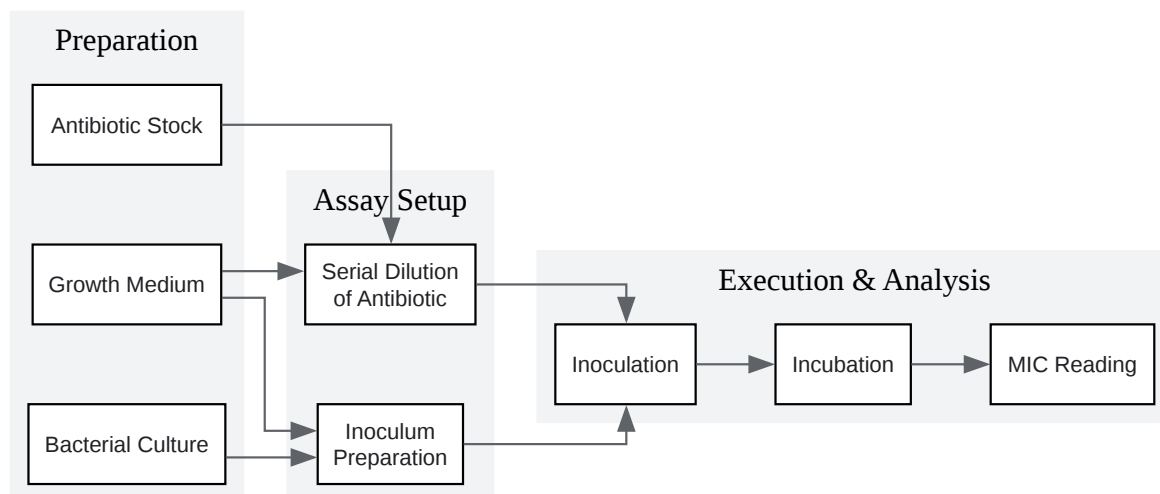 Preparation
Antibiotic Stock
Growth Medium
Bacterial Culture
Assay Setup
Serial Dilution
of Antibiotic
Inoculum
Preparation
Execution & Analysis
Inoculation
Incubation
MIC Reading